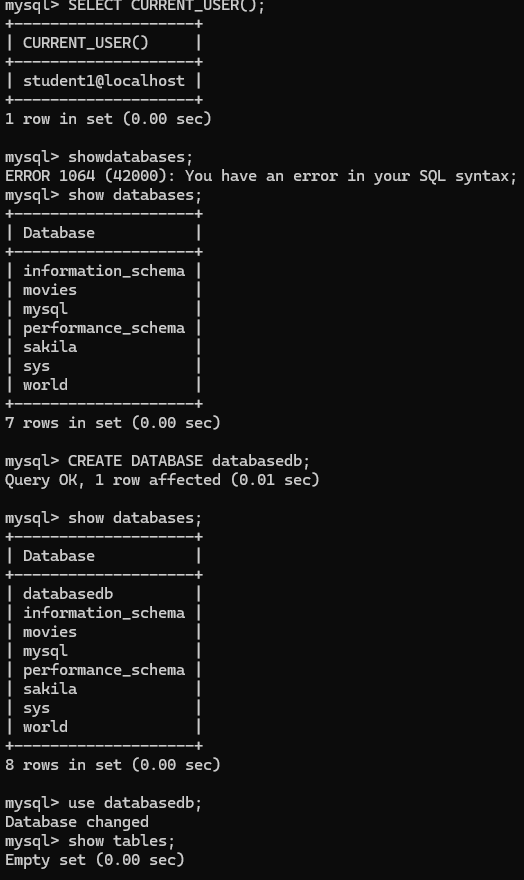 mysql> SELECT CURRENT_USER();
+--------------------+
| CURRENT_USER()     |
+--------------------+
| student1@localhost |
+--------------------+
1 row in set (0.00 sec)

mysql> showdatabases;
ERROR 1064 (42000): You have an error in your SQL syntax;
mysql> show databases;
+--------------------+
| Database           |
+--------------------+
| information_schema |
| movies             |
| mysql              |
| performance_schema |
| sakila             |
| sys                |
| world              |
+--------------------+
7 rows in set (0.00 sec)

mysql> CREATE DATABASE databasedb;
Query OK, 1 row affected (0.01 sec)

mysql> show databases;
+--------------------+
| Database           |
+--------------------+
| databasedb         |
| information_schema |
| movies             |
| mysql              |
| performance_schema |
| sakila             |
| sys                |
| world              |
+--------------------+
8 rows in set (0.00 sec)

mysql> use databasedb;
Database changed
mysql> show tables;
Empty set (0.00 sec)